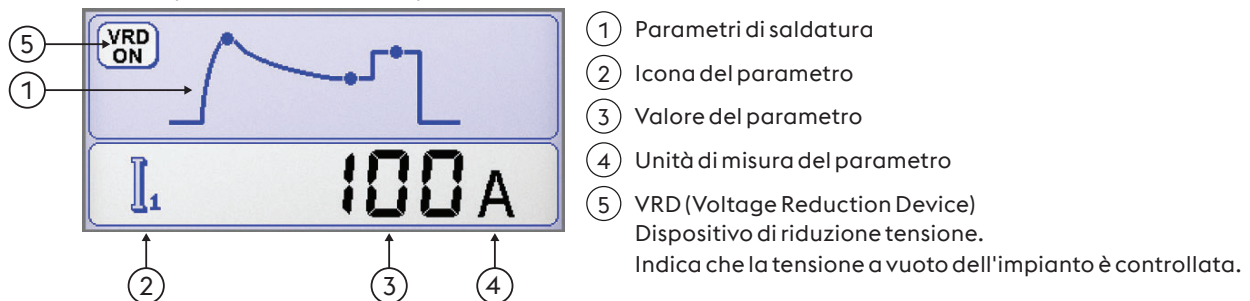 VRD
ON
5
1
I1
100 A
2
3
4
1 Parametri di saldatura
2 Icona del parametro
3 Valore del parametro
4 Unità di misura del parametro
5 VRD (Voltage Reduction Device)
Dispositivo di riduzione tensione.
Indica che la tensione a vuoto dell'impianto è controllata.